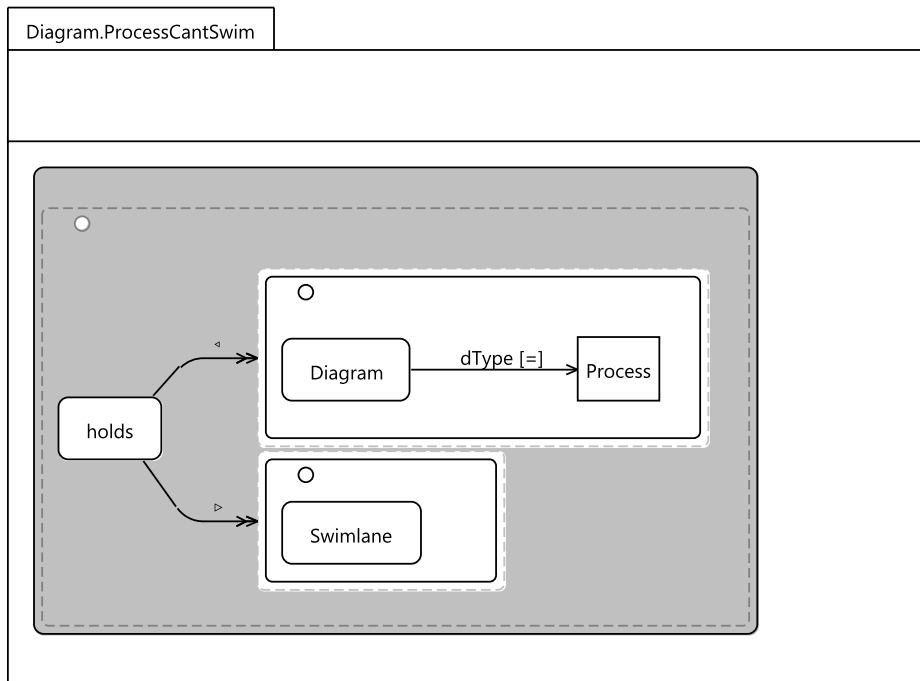 Diagram.ProcessCantSwim
dType [=]
Diagram
Process
holds
Swimlane